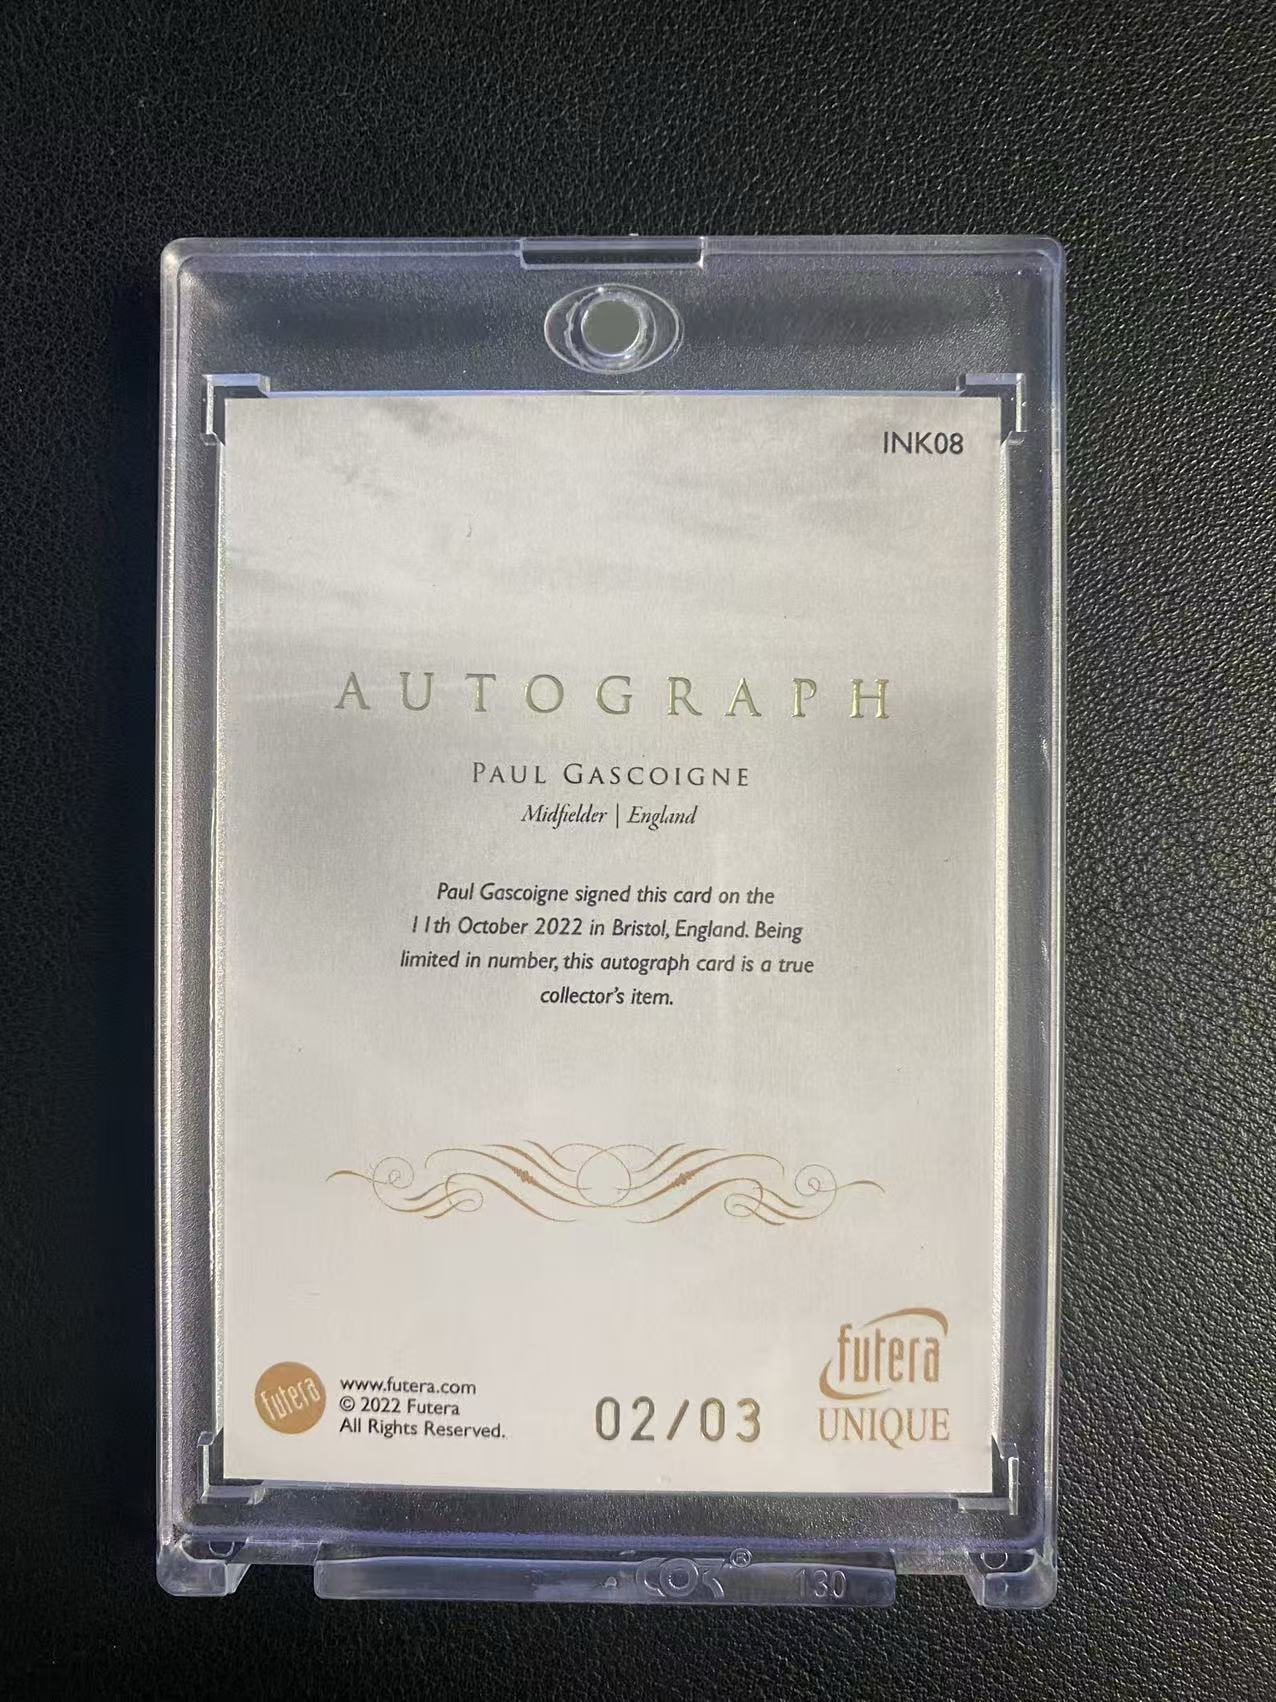 INK08
AUTOGRAPH
PAUL GASCOIGNE
Midfielder | England
Paul Gascoigne signed this card on the
11th October 2022 in Bristol, England. Being
limited in number, this autograph card is a true
collector's item.
futera
www.futera.com
© 2022 Futera
All Rights Reserved.
02/03
futera
UNIQUE
® 130